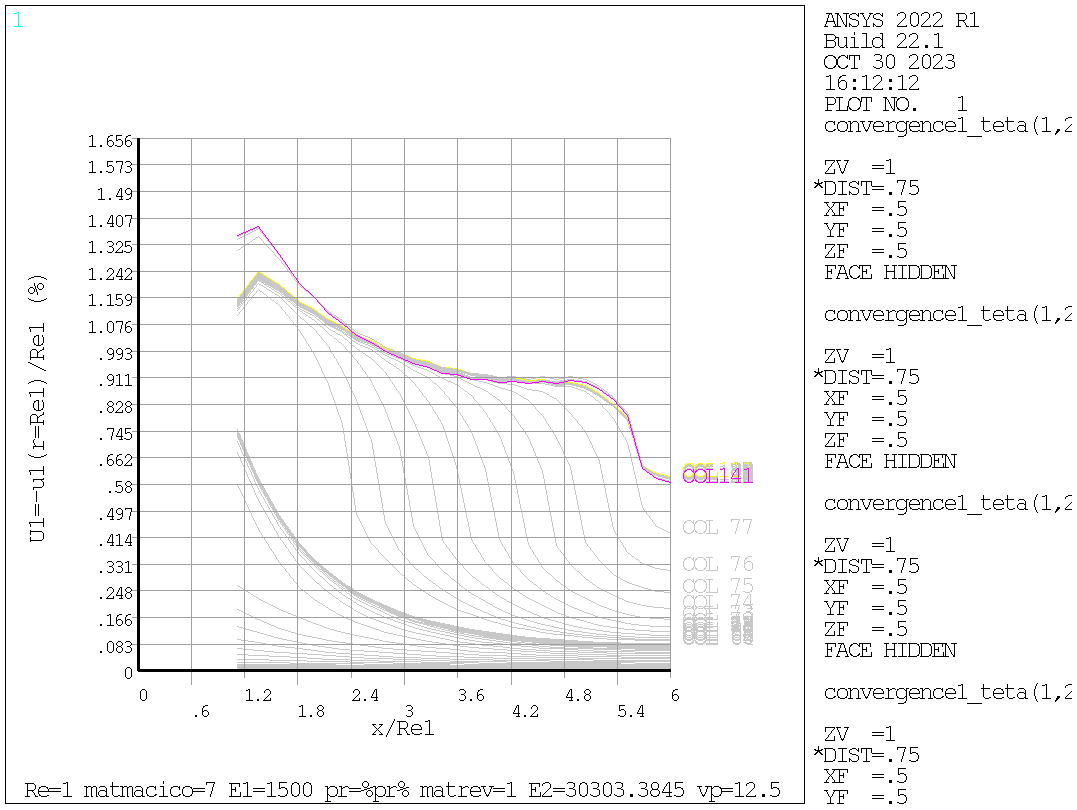 1
ANSYS 2022 R1
Build 22.1
OCT 30 2023
16:12:12
PLOT NO. 1
convergence1_teta(1,2
ZV =1
*DIST=.75
XF =.5
YF =.5
ZF =.5
FACE HIDDEN
convergence1_teta(1,2
ZV =1
*DIST=.75
XF =.5
YF =.5
ZF =.5
FACE HIDDEN
convergence1_teta(1,2
ZV =1
*DIST=.75
XF =.5
YF =.5
ZF =.5
FACE HIDDEN
convergence1_teta(1,2
ZV =1
*DIST=.75
XF =.5
YF =.5
U1=-u1(r=Re1)/Re1 (%)
1.656
1.573
1.49
1.407
1.325
1.242
1.159
1.076
.993
.911
.828
.745
.662
.58
.497
.414
.331
.248
.166
.083
0
COL141
COL 77
COL 76
COL 75
COL 74
0
.6
1.2
1.8
2.4
3
3.6
4.2
4.8
5.4
6
x/Re1
Re=1 matmacico=7 E1=1500 pr=%pr% matrev=1 E2=30303.3845 vp=12.5